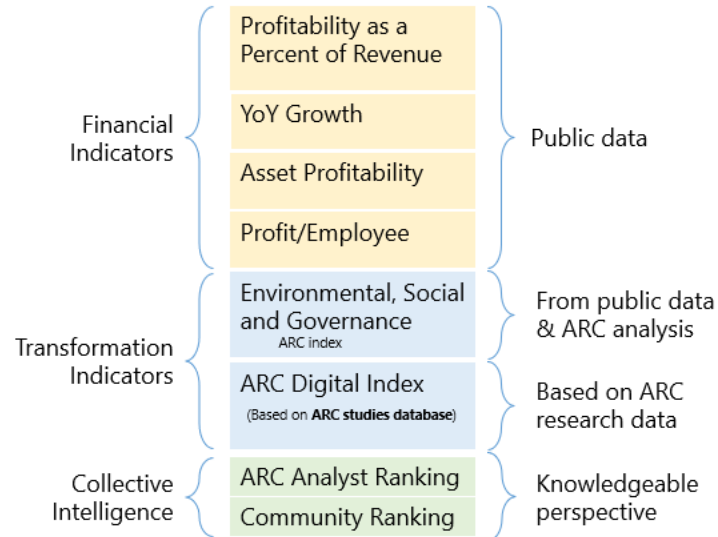 Profitability as a
Percent of Revenue
YoY Growth
Financial
Indicators
Public data
Asset Profitability
Profit/Employee
Environmental, Social
and Governance
ARC index
From public data
& ARC analysis
Transformation
Indicators
ARC Digital Index
(Based on ARC studies database)
Based on ARC
research data
ARC Analyst Ranking
Community Ranking
Collective
Intelligence
Knowledgeable
perspective